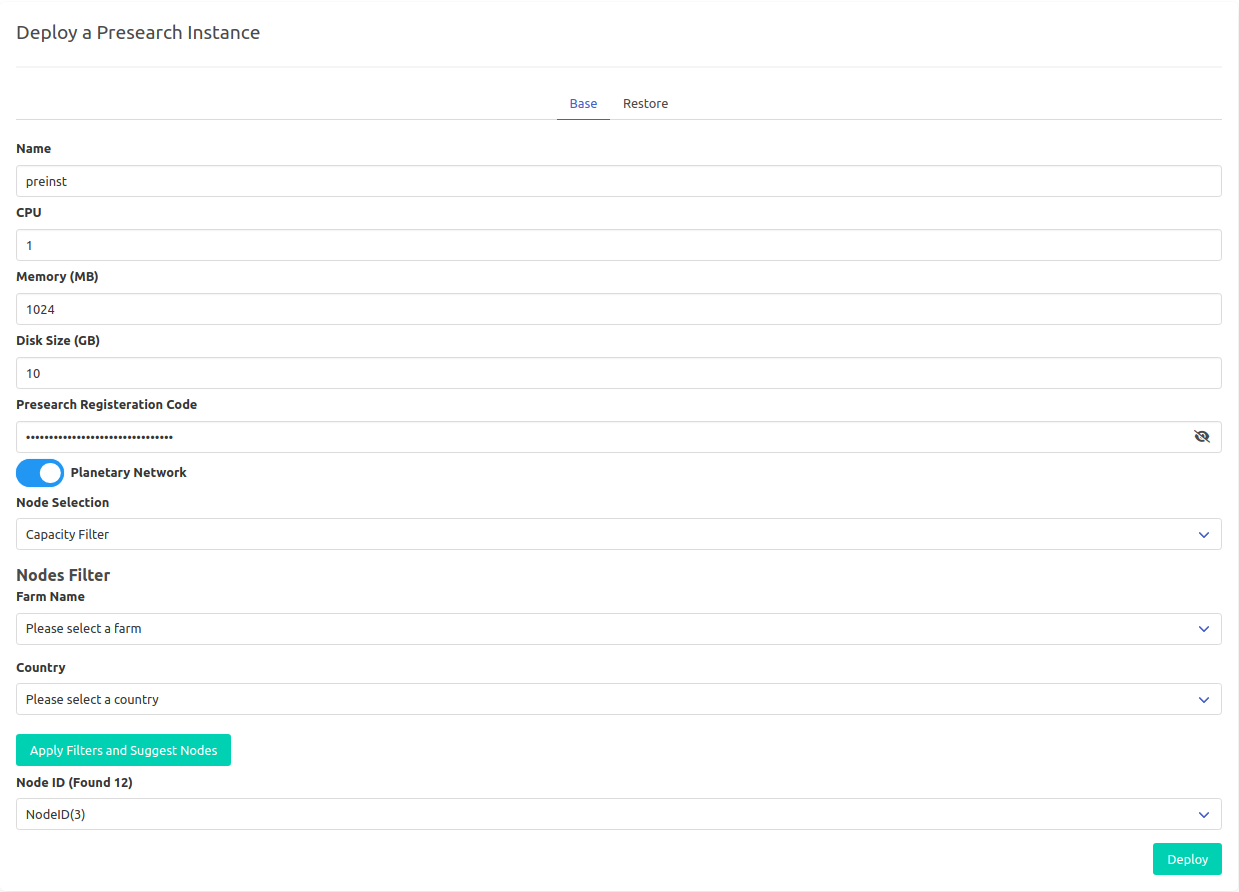 Deploy a Presearch Instance
Base Restore
Name
preinst
CPU
1
Memory (MB)
1024
Disk Size (GB)
10
Presearch Registeration Code
••••••••••••••••••••••••••••••••
Planetary Network
Node Selection
Capacity Filter
Nodes Filter
Farm Name
Please select a farm
Country
Please select a country
Apply Filters and Suggest Nodes
Node ID (Found 12)
NodeID(3)
Deploy